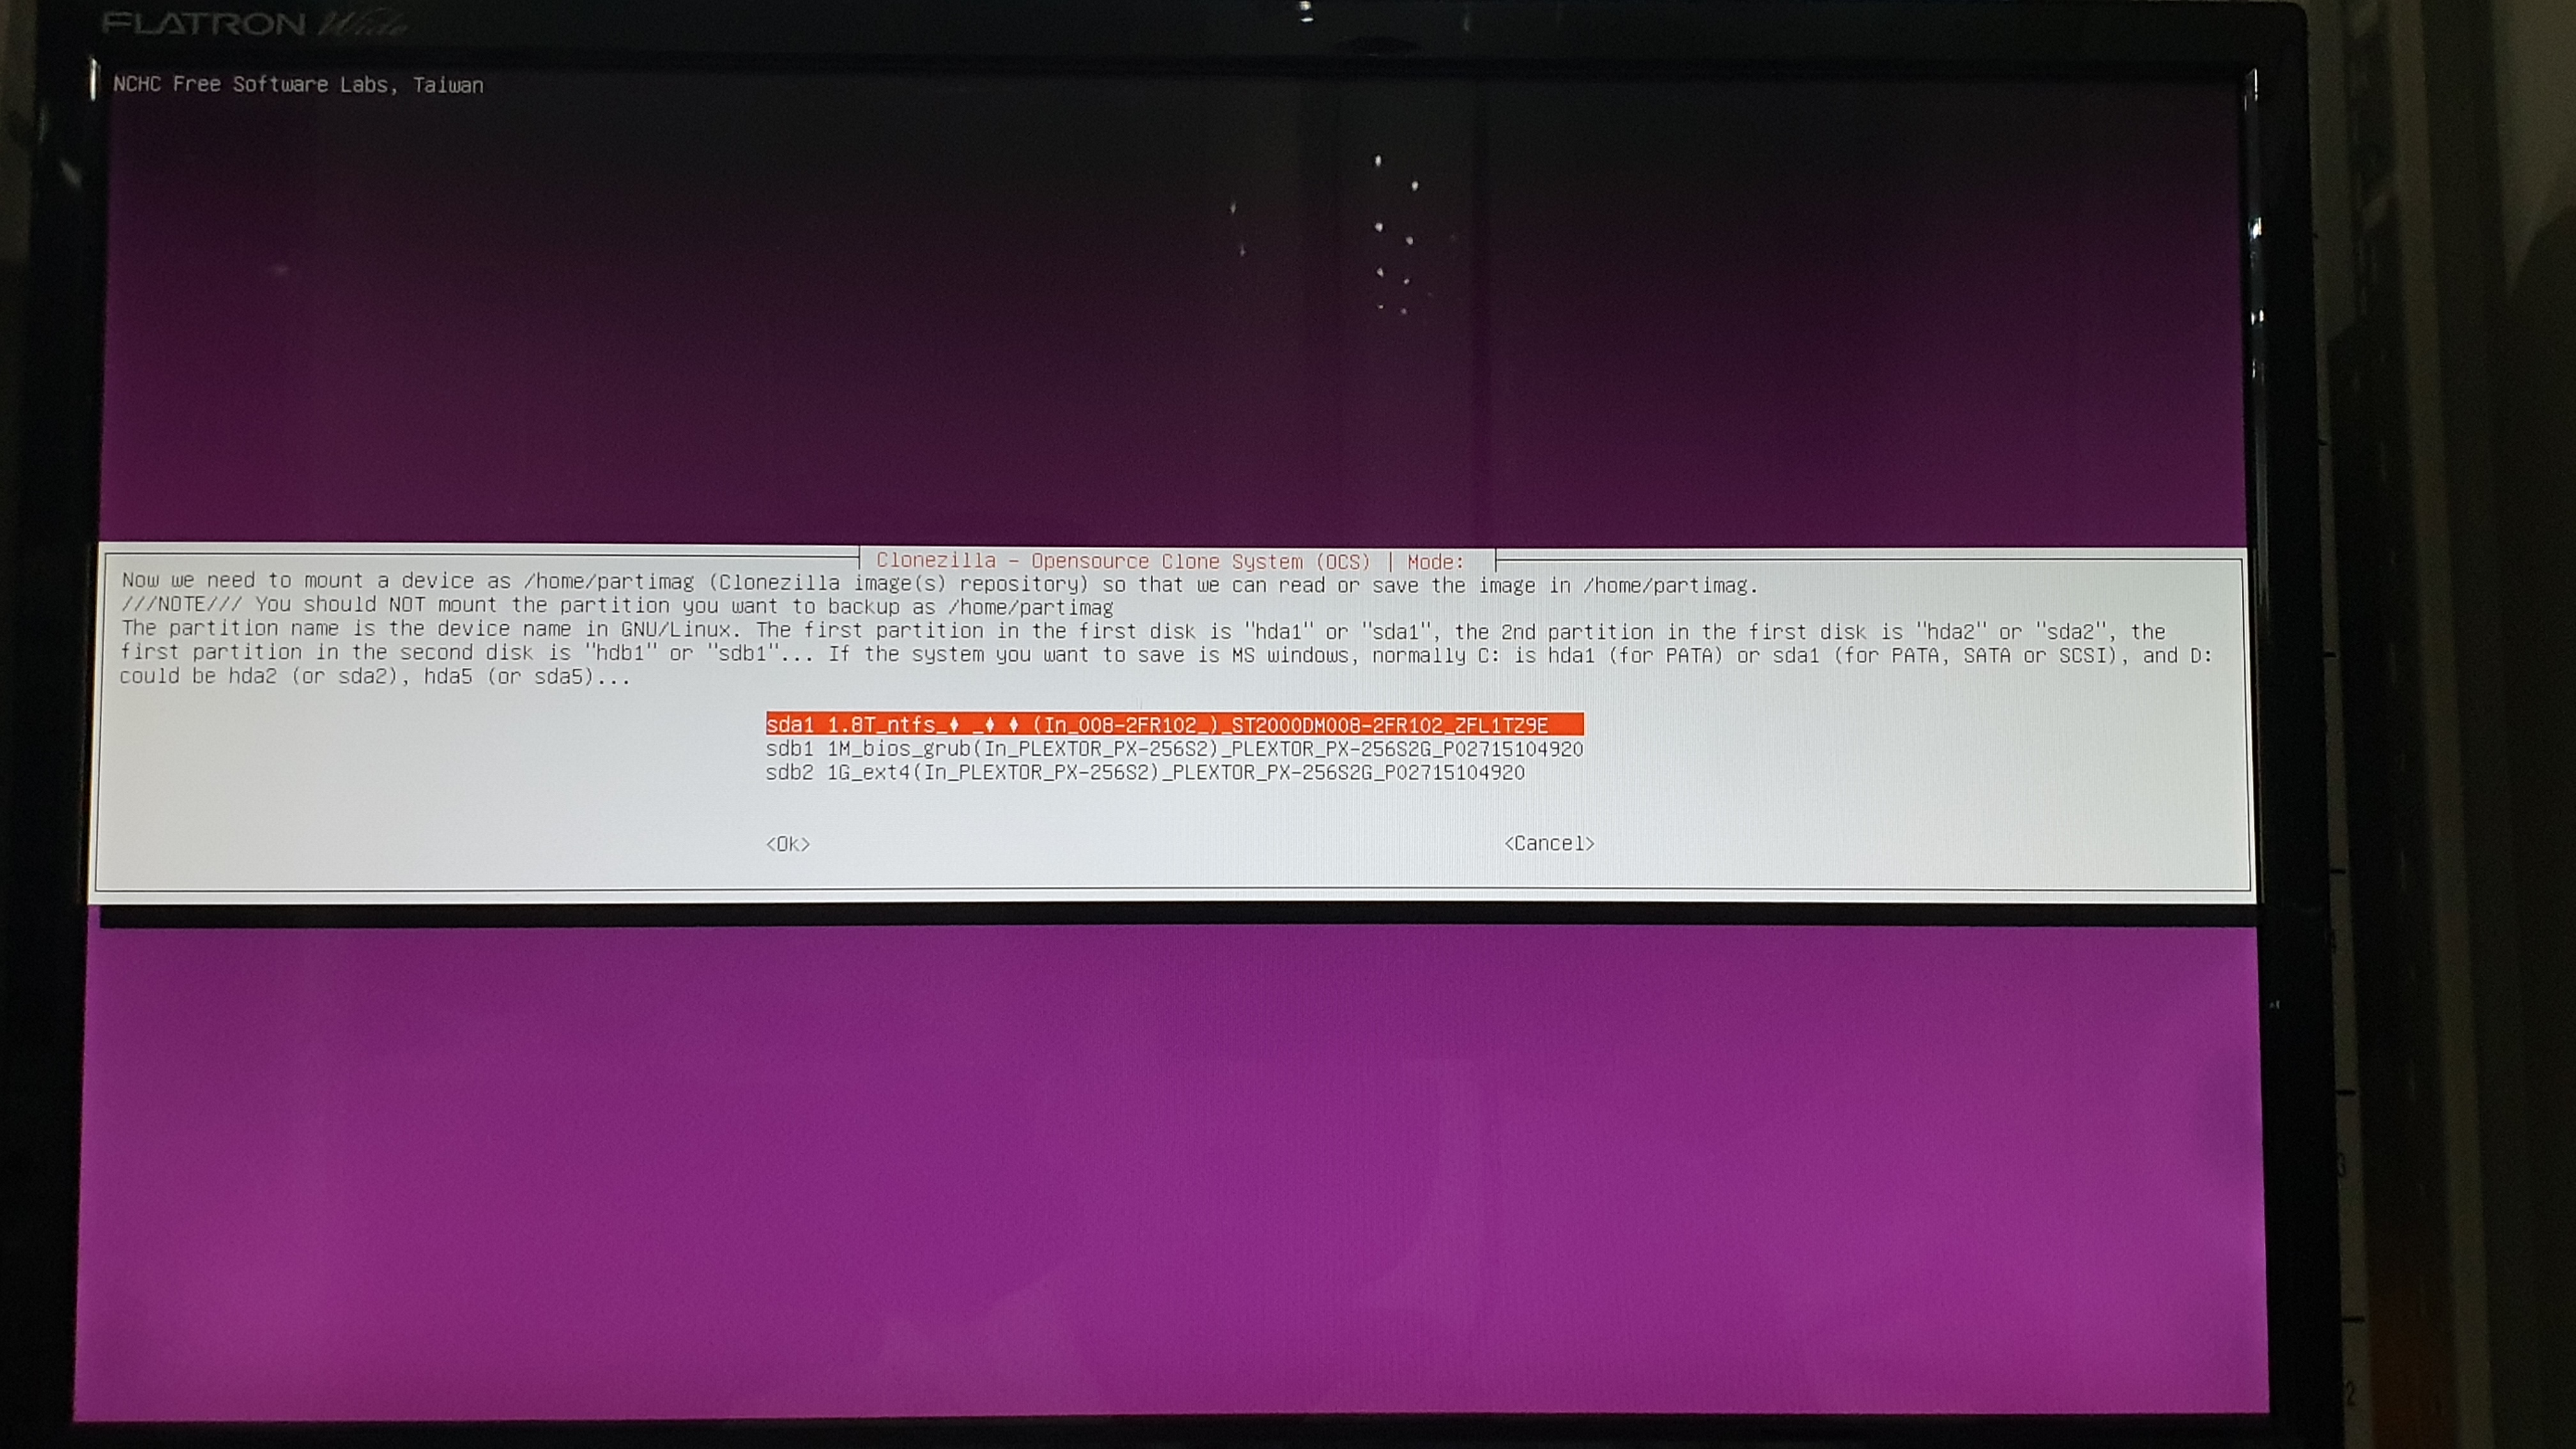 FLATRON Wide
NCHC Free Software Labs, Taiwan
Clonezilla - Opensource Clone System (OCS) | Mode:
Now we need to mount a device as /home/partimag (Clonezilla image(s) repository) so that we can read or save the image in /home/partimag.
///NOTE/// You should NOT mount the partition you want to backup as /home/partimag
The partition name is the device name in GNU/Linux. The first partition in the first disk is "hda1" or "sda1", the 2nd partition in the first disk is "hda2" or "sda2", the
first partition in the second disk is "hdb1" or "sdb1"... If the system you want to save is MS windows, normally C: is hda1 (for PATA) or sda1 (for PATA, SATA or SCSI), and D:
could be hda2 (or sda2), hda5 (or sda5)...
sda1 1.8T_ntfs_♦ _♦ ♦ (In_008-2FR102_)_ST2000DM008-2FR102_ZFL1TZ9E
sdb1 1M_bios_grub(In_PLEXTOR_PX-256S2)_PLEXTOR_PX-256S2G_P02715104920
sdb2 1G_ext4(In_PLEXTOR_PX-256S2)_PLEXTOR_PX-256S2G_P02715104920
<Ok> <Cancel>